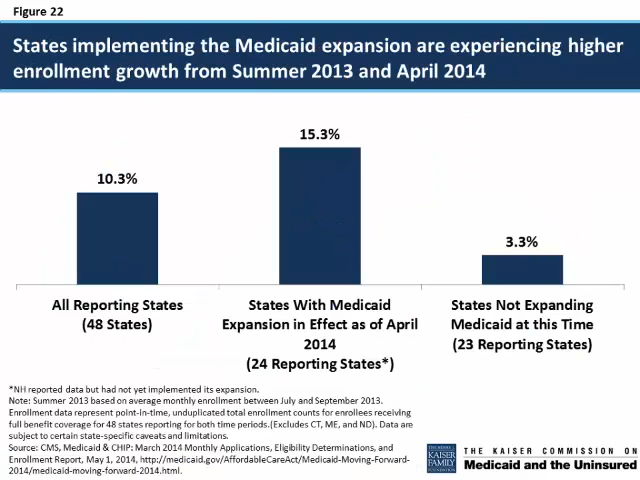 Figure 22
States implementing the Medicaid expansion are experiencing higher
enrollment growth from Summer 2013 and April 2014
15.3%
10.3%
3.3%
All Reporting States
(48 States)
States With Medicaid
Expansion in Effect as of April
2014
(24 Reporting States*)
States Not Expanding
Medicaid at this Time
(23 Reporting States)
*NH reported data but had not yet implemented its expansion.
Note: Summer 2013 based on average monthly enrollment between July and September 2013.
Enrollment data represent point-in-time, unduplicated total enrollment counts for enrollees receiving
full benefit coverage for 48 states reporting for both time periods.(Excludes CT, ME, and ND). Data are
subject to certain state-specific caveats and limitations.
Source: CMS, Medicaid & CHIP: March 2014 Monthly Applications, Eligibility Determinations, and
Enrollment Report, May 1, 2014, http://medicaid.gov/AffordableCareAct/Medicaid-Moving-Forward-
2014/medicaid-moving-forward-2014.html.
THE HENRY J.
KAISER
FAMILY
FOUNDATION
THE KAISER COMMISSION ON
Medicaid and the Uninsured